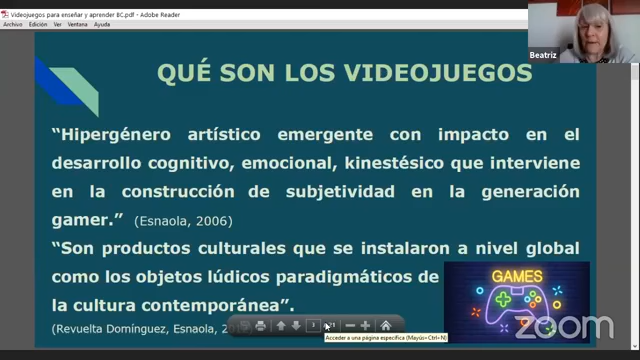 Videojuegos para enseñar y aprender BC.pdf - Adobe Reader
Archivo Edición Ver Ventana Ayuda
Beatriz
QUÉ SON LOS VIDEOJUEGOS
“Hipergénero artístico emergente con impacto en el
desarrollo cognitivo, emocional, kinestésico que interviene
en la construcción de subjetividad en la generación
gamer.” (Esnaola, 2006)
“Son productos culturales que se instalaron a nivel global
como los objetos lúdicos paradigmáticos de
la cultura contemporánea”.
(Revuelta Domínguez, Esnaola,
GAMES
3
Acceder a una página específica (Mayús+Ctrl+N)
zoom